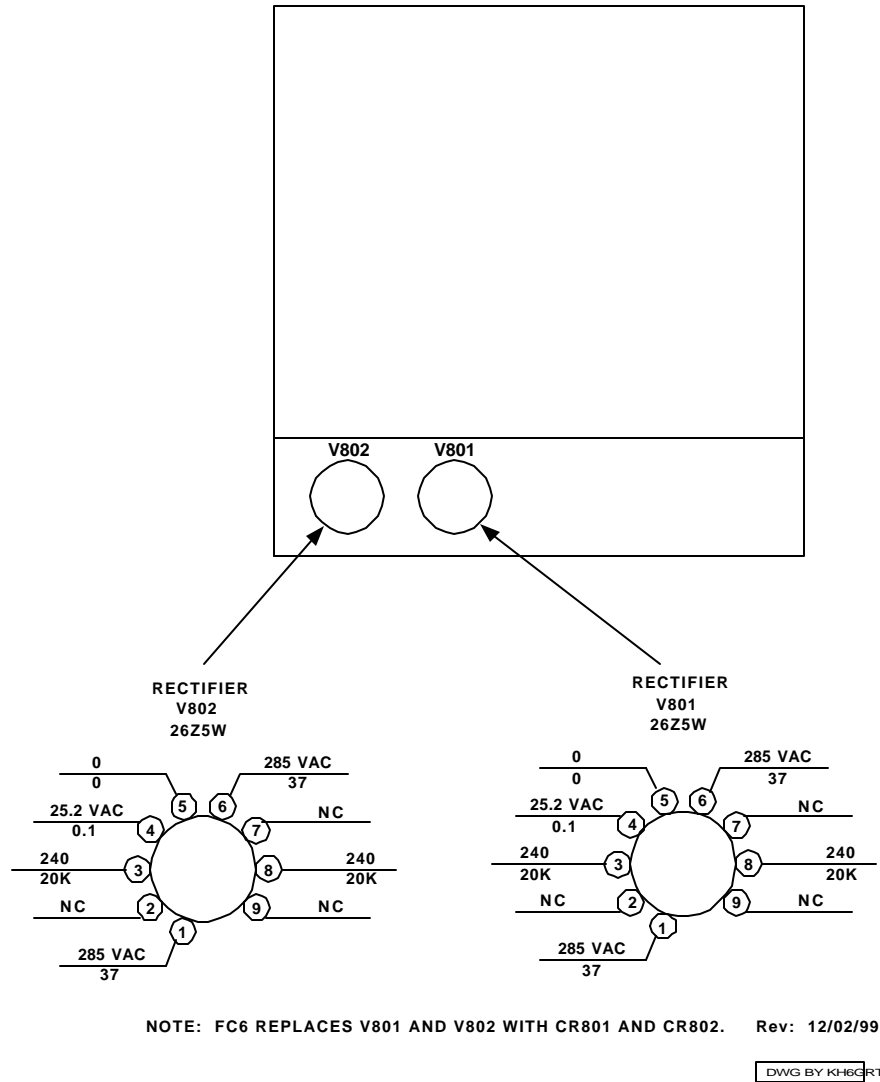 V802 V801
RECTIFIER
V802
26Z5W
0
0
285 VAC
37
5 6
25.2 VAC
0.1
4
7
NC
240
20K
3
8
240
20K
NC
2
9
NC
1
285 VAC
37
RECTIFIER
V801
26Z5W
0
0
285 VAC
37
5 6
25.2 VAC
0.1
4
7
NC
240
20K
3
8
240
20K
NC
2
9
NC
1
285 VAC
37
NOTE: FC6 REPLACES V801 AND V802 WITH CR801 AND CR802. Rev: 12/02/99
DWG BY KH6GRT